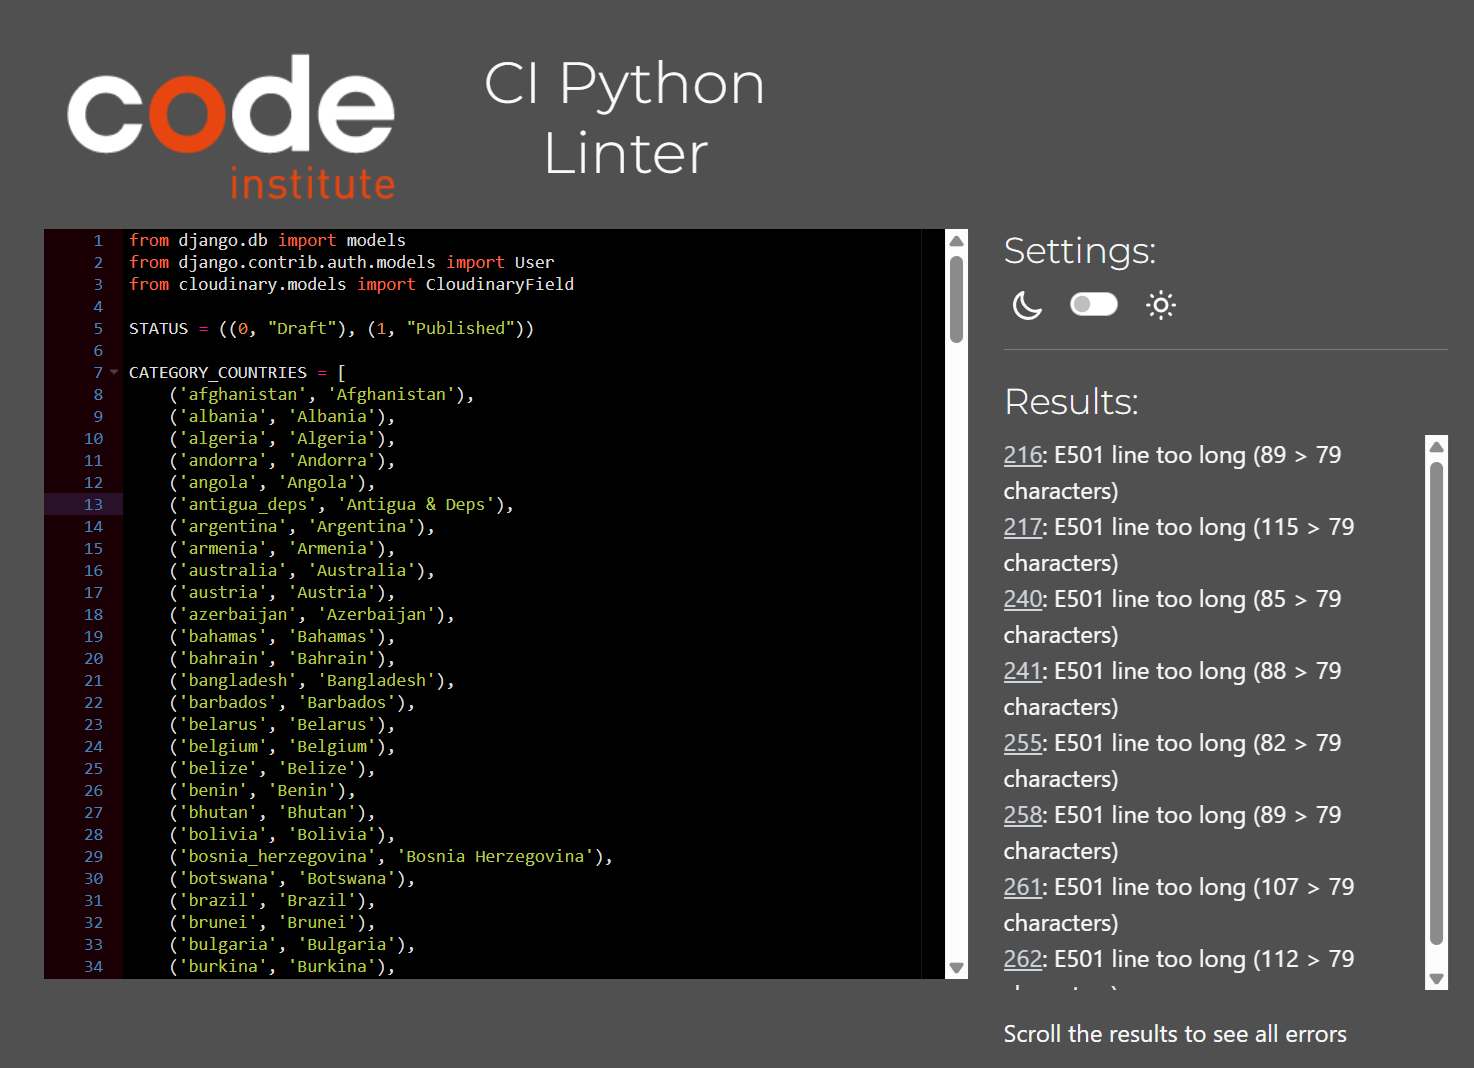 code
institute
CI Python
Linter
1 from django.db import models
2 from django.contrib.auth.models import User
3 from cloudinary.models import CloudinaryField
4
5 STATUS = ((0, "Draft"), (1, "Published"))
6
7 CATEGORY_COUNTRIES = [
8 ('afghanistan', 'Afghanistan'),
9 ('albania', 'Albania'),
10 ('algeria', 'Algeria'),
11 ('andorra', 'Andorra'),
12 ('angola', 'Angola'),
13 ('antigua_deps', 'Antigua & Deps'),
14 ('argentina', 'Argentina'),
15 ('armenia', 'Armenia'),
16 ('australia', 'Australia'),
17 ('austria', 'Austria'),
18 ('azerbaijan', 'Azerbaijan'),
19 ('bahamas', 'Bahamas'),
20 ('bahrain', 'Bahrain'),
21 ('bangladesh', 'Bangladesh'),
22 ('barbados', 'Barbados'),
23 ('belarus', 'Belarus'),
24 ('belgium', 'Belgium'),
25 ('belize', 'Belize'),
26 ('benin', 'Benin'),
27 ('bhutan', 'Bhutan'),
28 ('bolivia', 'Bolivia'),
29 ('bosnia_herzegovina', 'Bosnia Herzegovina'),
30 ('botswana', 'Botswana'),
31 ('brazil', 'Brazil'),
32 ('brunei', 'Brunei'),
33 ('bulgaria', 'Bulgaria'),
34 ('burkina', 'Burkina'),
Settings:
Results:
216: E501 line too long (89 > 79
characters)
217: E501 line too long (115 > 79
characters)
240: E501 line too long (85 > 79
characters)
241: E501 line too long (88 > 79
characters)
255: E501 line too long (82 > 79
characters)
258: E501 line too long (89 > 79
characters)
261: E501 line too long (107 > 79
characters)
262: E501 line too long (112 > 79
Scroll the results to see all errors